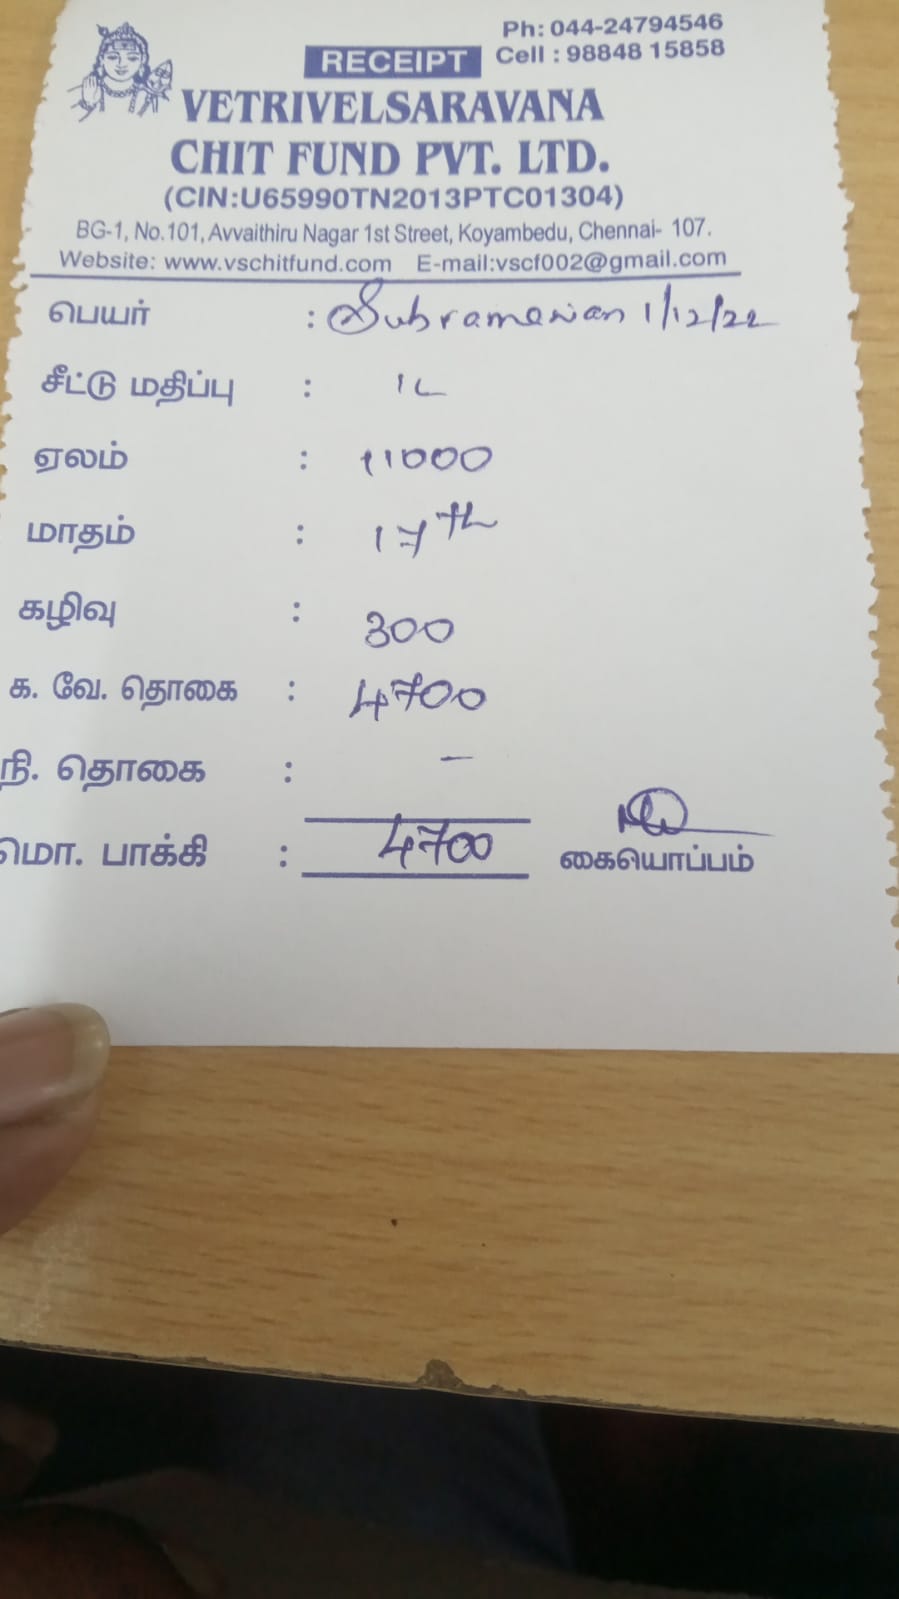 Ph: 044-24794546
RECEIPT Cell : 98848 15858
VETRIVELSARAVANA
CHIT FUND PVT. LTD.
(CIN:U65990TN2013PTC01304)
BG-1, No.101, Avvaithiru Nagar 1st Street, Koyambedu, Chennai- 107.
Website: www.vschitfund.com E-mail:vscf002@gmail.com
பெயர் : Subramanian 1/12/22
சீட்டு மதிப்பு : 1L
ஏலம் : 11000
மாதம் : 17th
கழிவு : 300
க. வே. தொகை : 4700
நி. தொகை : –
மொ. பாக்கி : 4700
கையொப்பம்